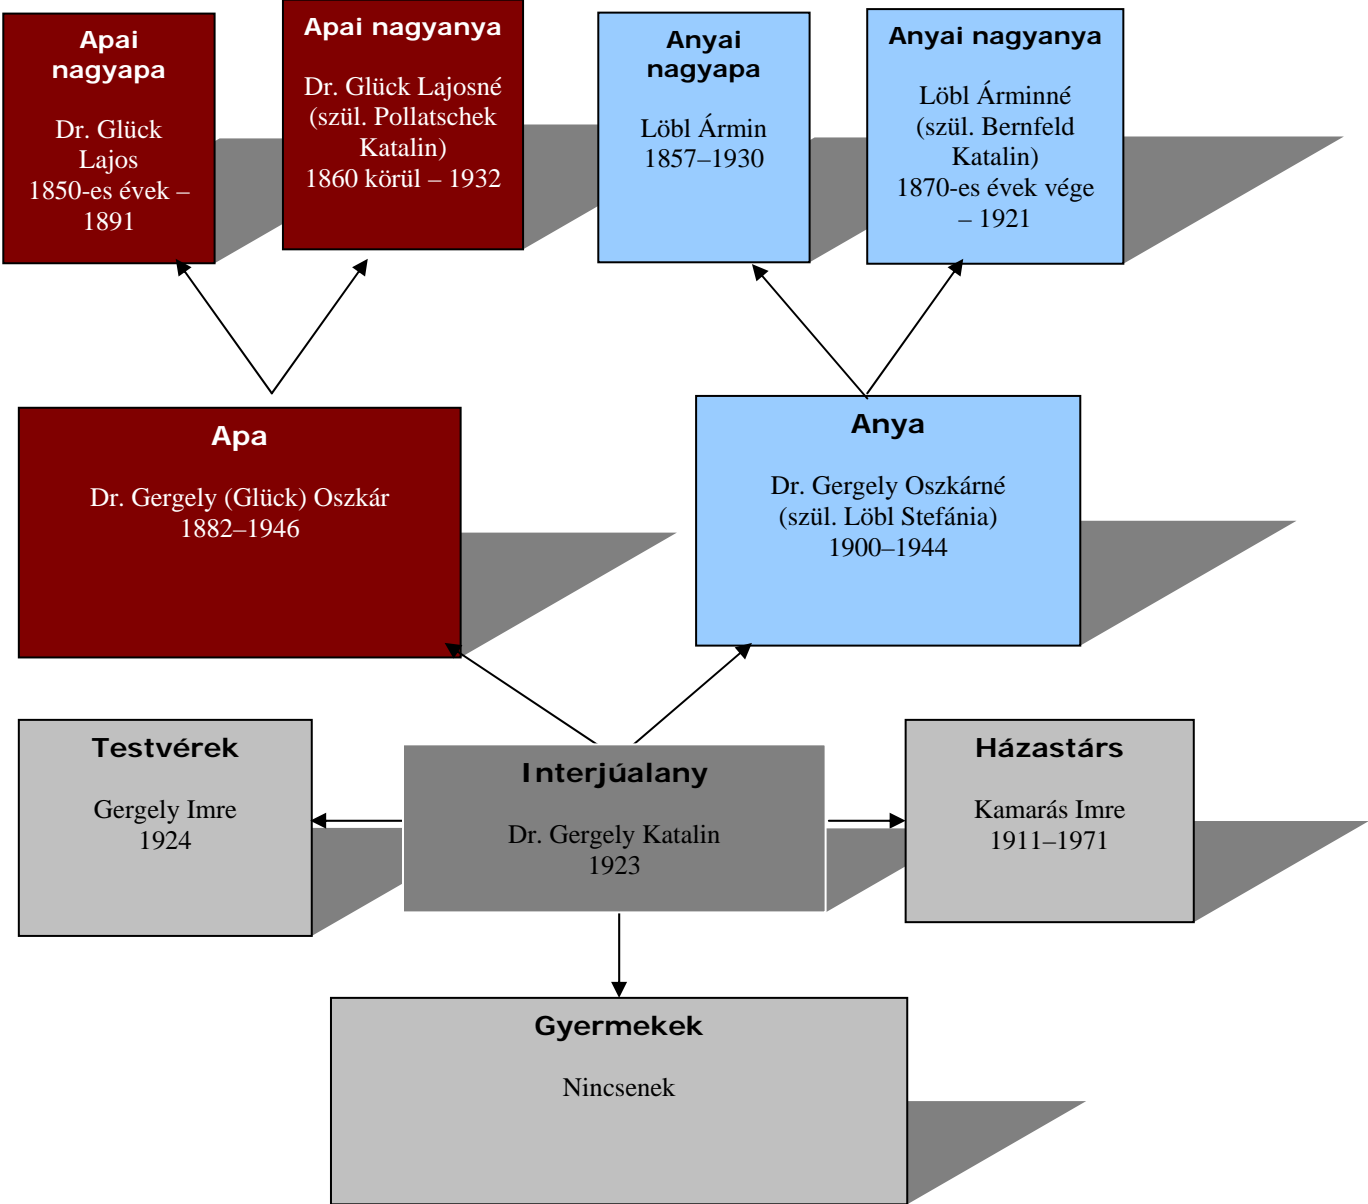 Apai
nagyapa
Dr. Glück
Lajos
1850-es évek –
1891
Apai nagyanya
Dr. Glück Lajosné
(szül. Pollatschek
Katalin)
1860 körül – 1932
Anyai
nagyapa
Löbl Ármin
1857–1930
Anyai nagyanya
Löbl Árminné
(szül. Bernfeld
Katalin)
1870-es évek vége
– 1921
Apa
Dr. Gergely (Glück) Oszkár
1882–1946
Anya
Dr. Gergely Oszkárné
(szül. Löbl Stefánia)
1900–1944
Testvérek
Gergely Imre
1924
Interjúalany
Dr. Gergely Katalin
1923
Házastárs
Kamarás Imre
1911–1971
Gyermekek
Nincsenek